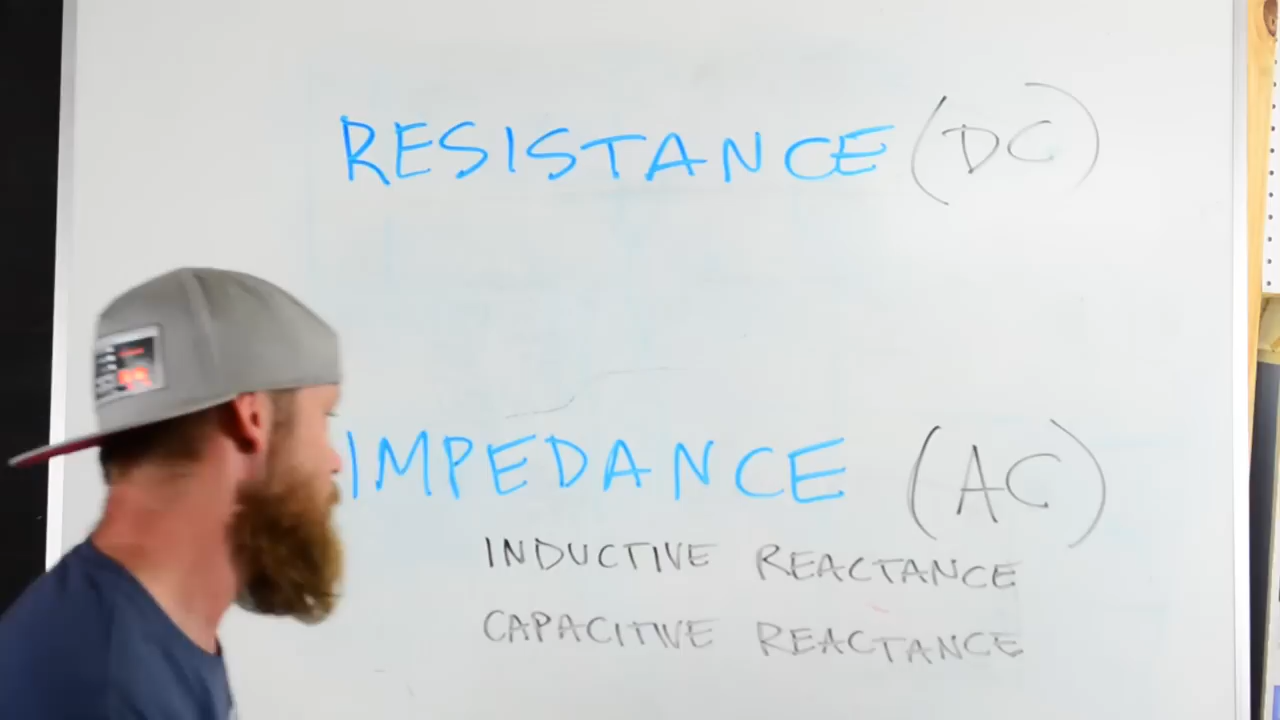 RESISTANCE (DC)
IMPEDANCE (AC)
INDUCTIVE REACTANCE
CAPACITIVE REACTANCE